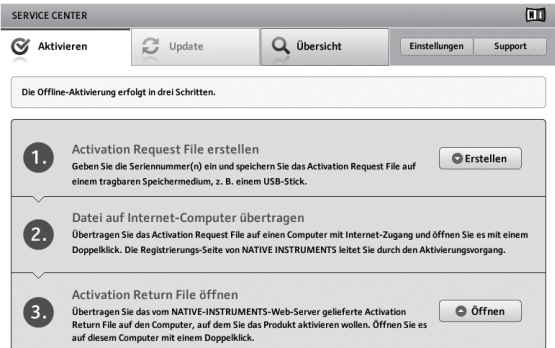 SERVICE CENTER
Aktivieren
Update
Übersicht
Einstellungen
Support
Die Offline-Aktivierung erfolgt in drei Schritten.
1.
Activation Request File erstellen
Geben Sie die Seriennummer(n) ein und speichern Sie das Activation Request File auf
einem tragbaren Speichermedium, z. B. einem USB-Stick.
Erstellen
2.
Datei auf Internet-Computer übertragen
Übertragen Sie das Activation Request File auf einen Computer mit Internet-Zugang und öffnen Sie es mit einem
Doppelklick. Die Registrierungs-Seite von NATIVE INSTRUMENTS leitet Sie durch den Aktivierungsvorgang.
3.
Activation Return File öffnen
Übertragen Sie das vom NATIVE-INSTRUMENTS-Web-Server gelieferte Activation
Return File auf den Computer, auf dem Sie das Produkt aktivieren wollen. Öffnen Sie es
auf diesem Computer mit einem Doppelklick.
Öffnen